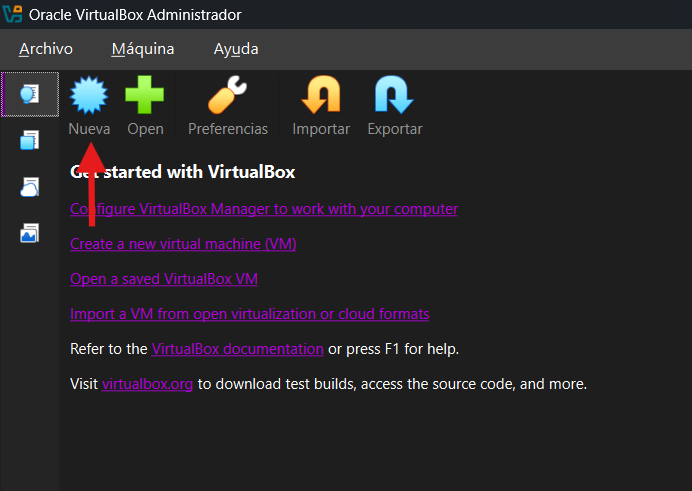 Oracle VirtualBox Administrador
Archivo Máquina Ayuda
Nueva Open Preferencias Importar Exportar
Get started with VirtualBox
Configure VirtualBox Manager to work with your computer
Create a new virtual machine (VM)
Open a saved VirtualBox VM
Import a VM from open virtualization or cloud formats
Refer to the VirtualBox documentation or press F1 for help.
Visit virtualbox.org to download test builds, access the source code, and more.